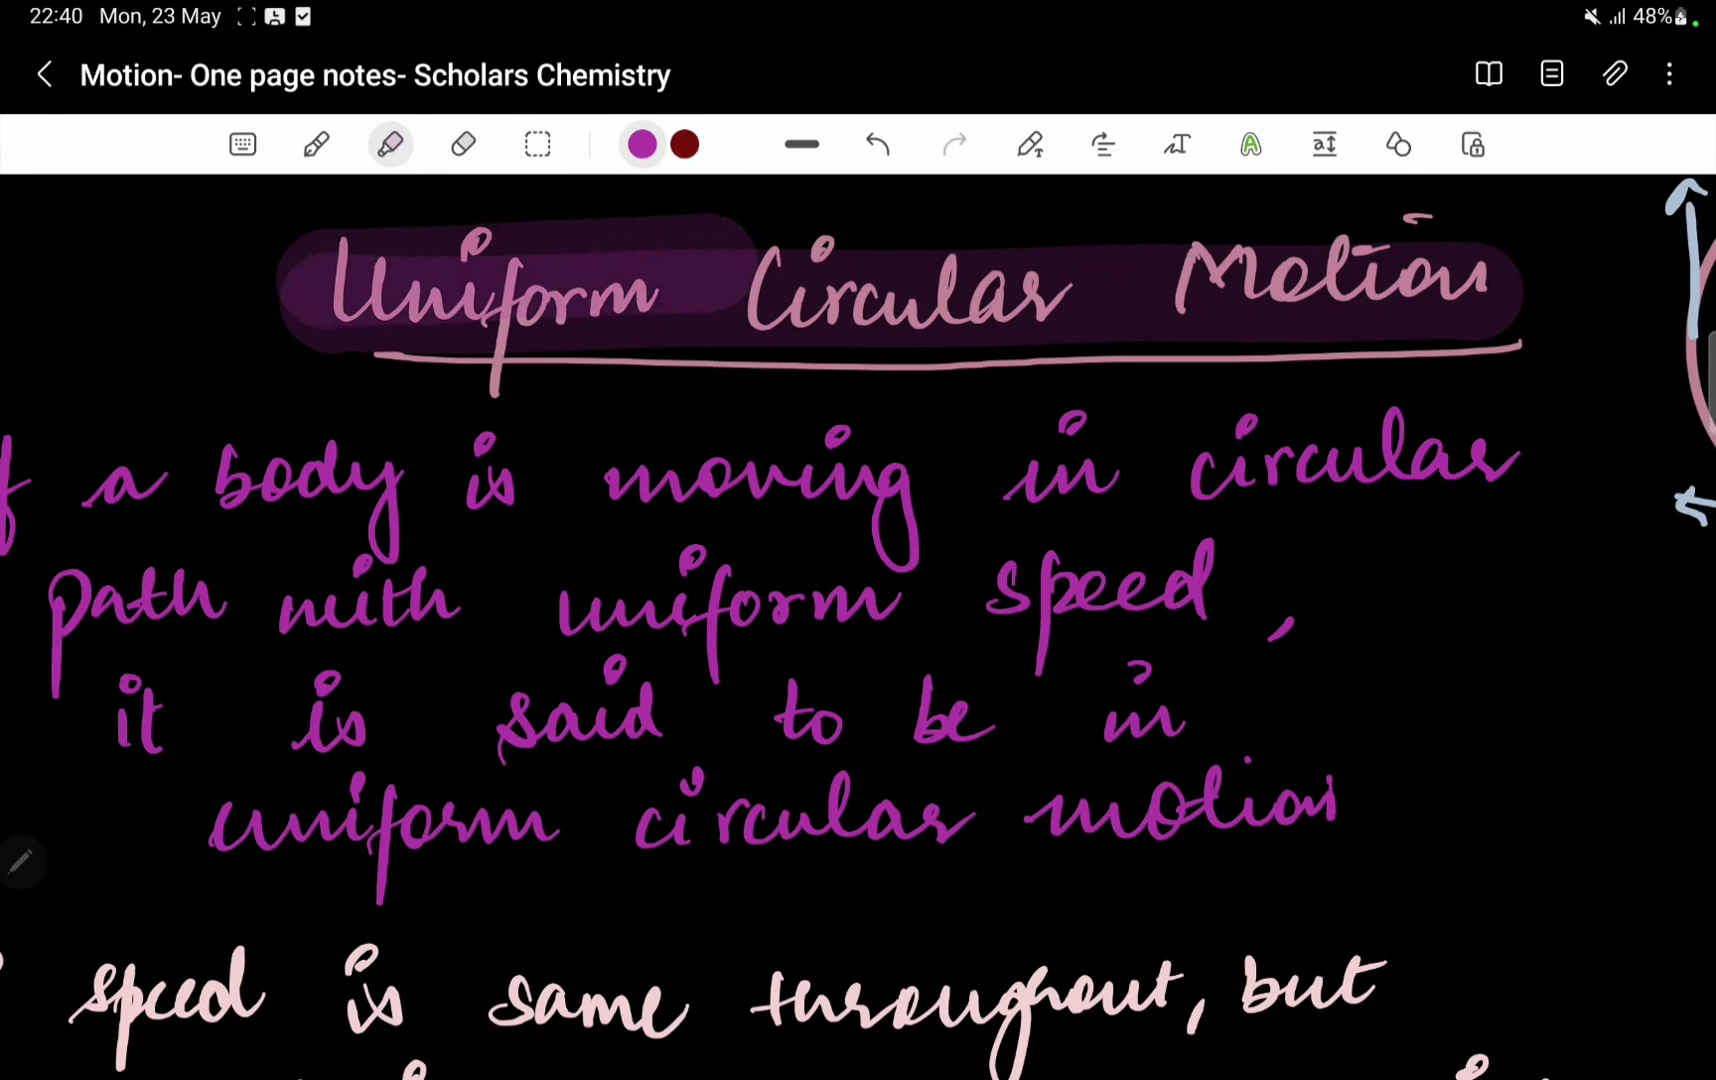 22:40 Mon, 23 May 48%
Motion- One page notes- Scholars Chemistry
Uniform Circular Motion
a body is moving in circular
path with uniform speed,
it is said to be in
uniform circular motion
speed is same throughout, but